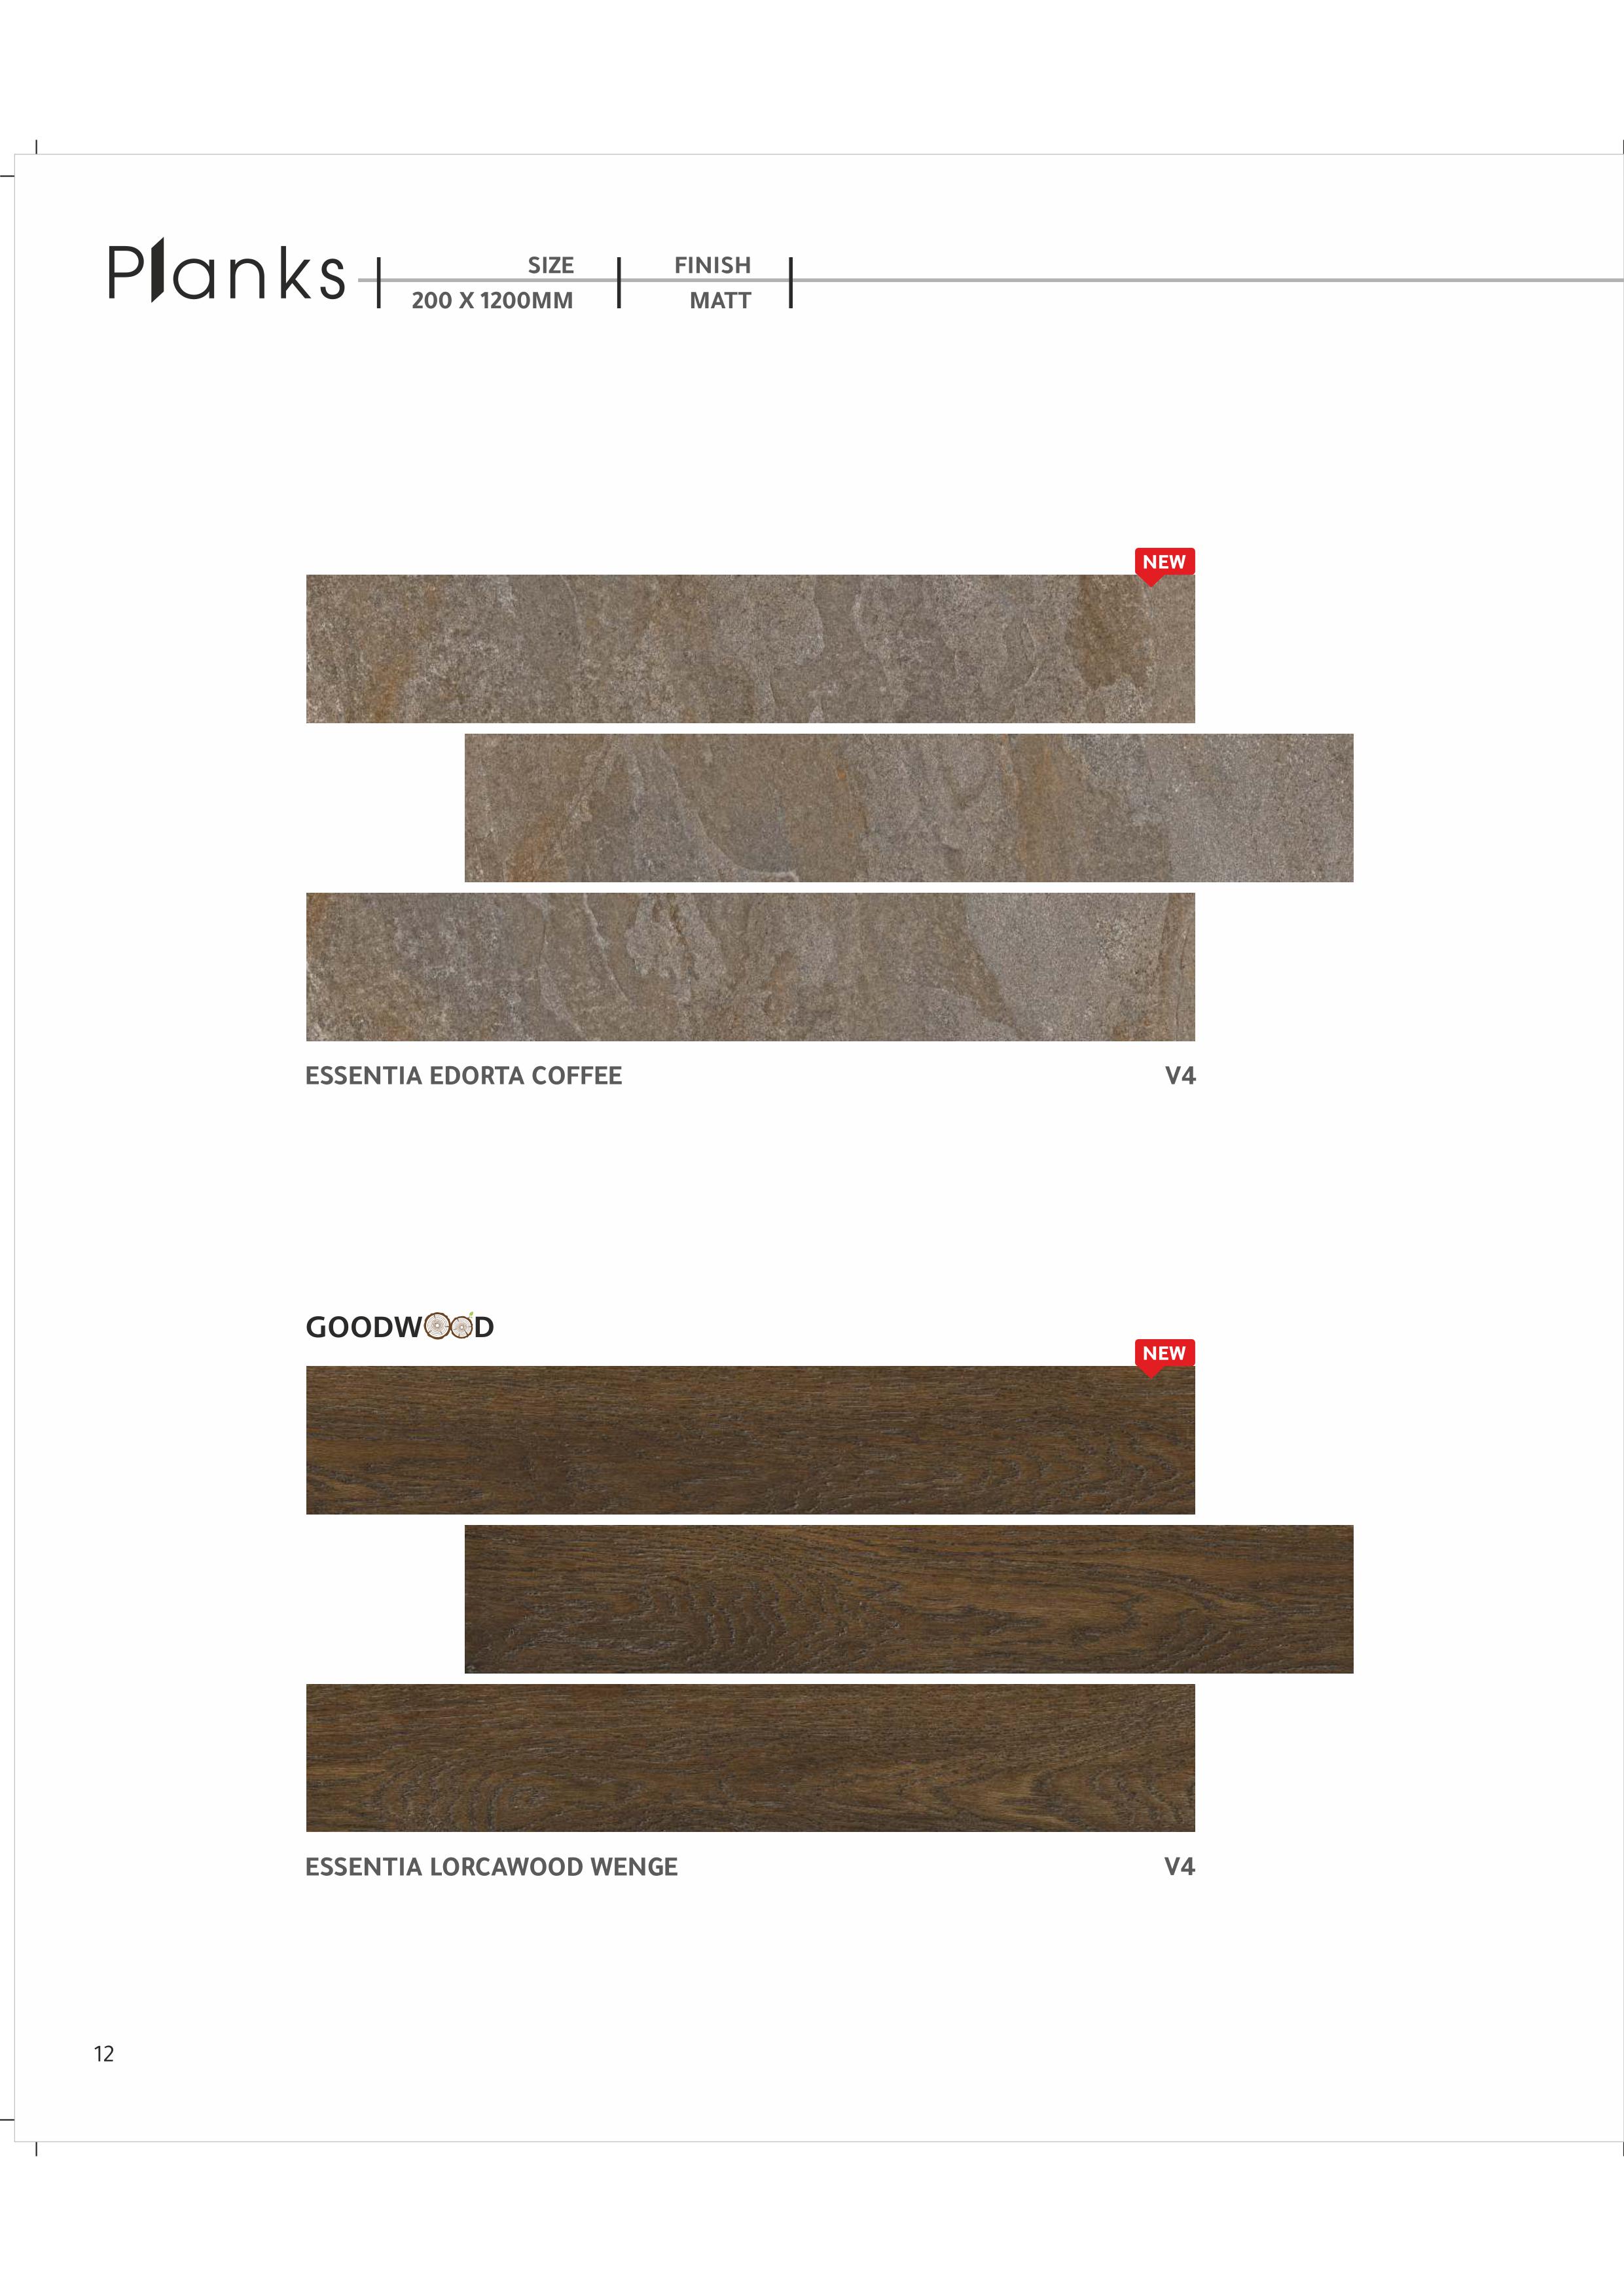 Planks
SIZE
200 X 1200MM
FINISH
MATT
NEW
ESSENTIA EDORTA COFFEE
V4
GOODWOOD
NEW
ESSENTIA LORCAWOOD WENGE
V4
12